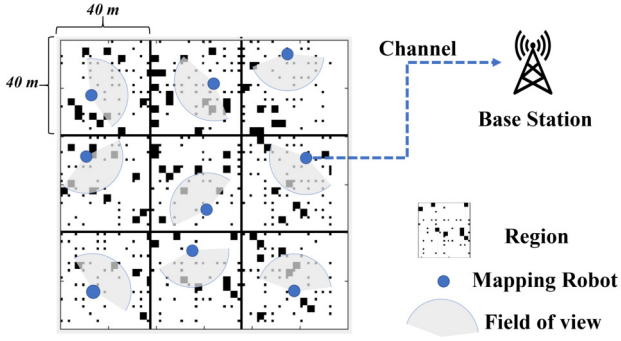 40 m
40 m
Channel
Base Station
Region
Mapping Robot
Field of view